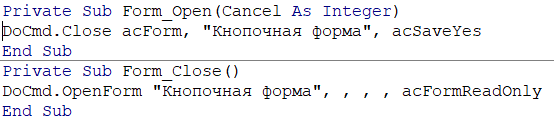 Private Sub Form_Open(Cancel As Integer)
DoCmd.Close acForm, "Кнопочная форма", acSaveYes
End Sub
Private Sub Form_Close()
DoCmd.OpenForm "Кнопочная форма", , , , acFormReadOnly
End Sub